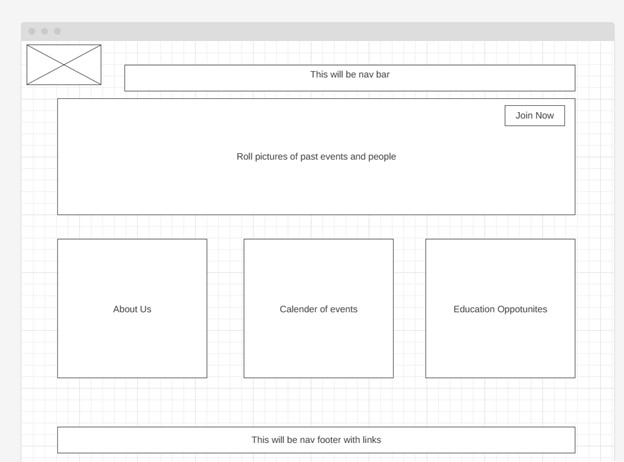 This will be nav bar
Join Now
Roll pictures of past events and people
About Us
Calender of events
Education Oppotunites
This will be nav footer with links